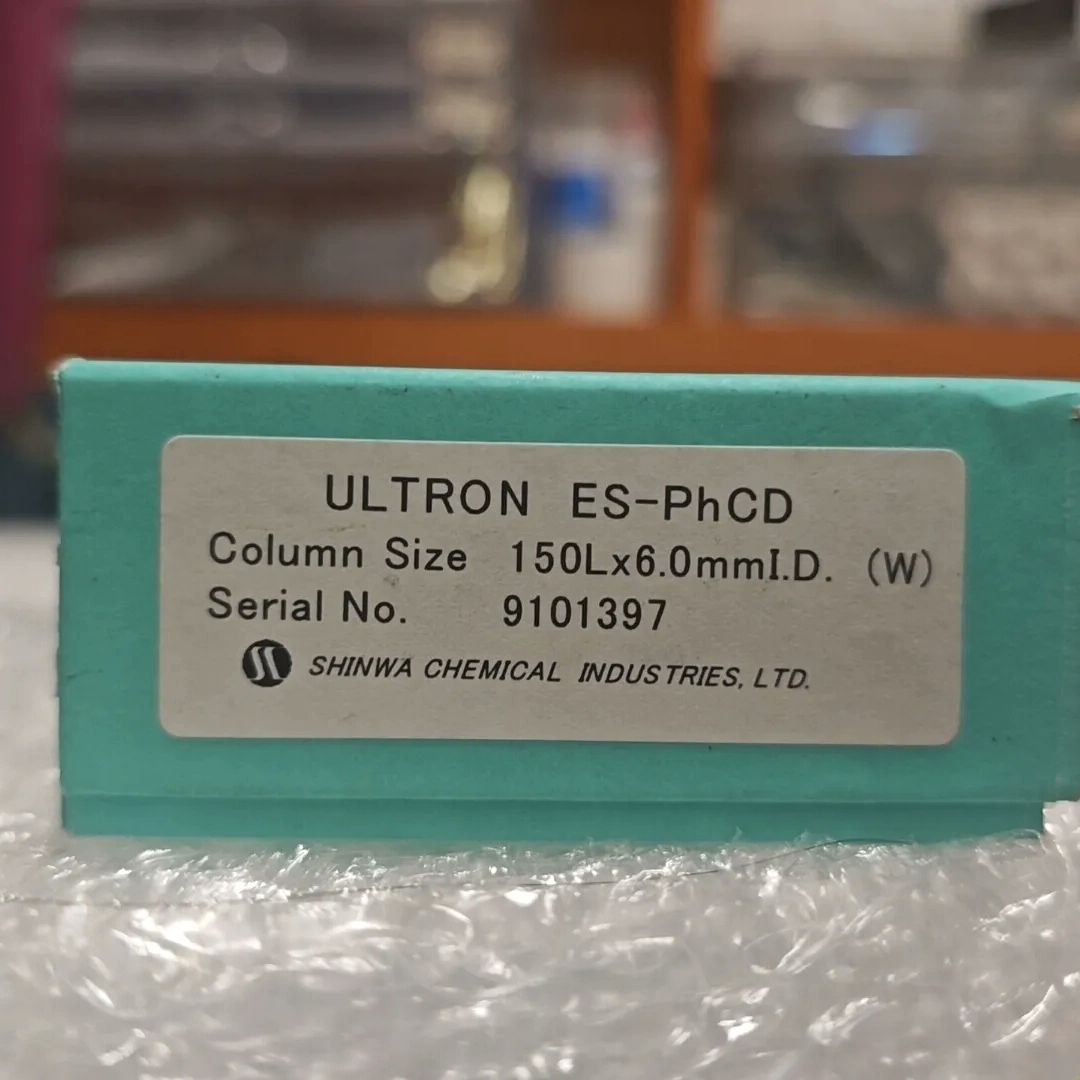 ULTRON ES-PhCD
Column Size 150Lx6.0mmI.D. (W)
Serial No. 9101397
SHINWA CHEMICAL INDUSTRIES, LTD.